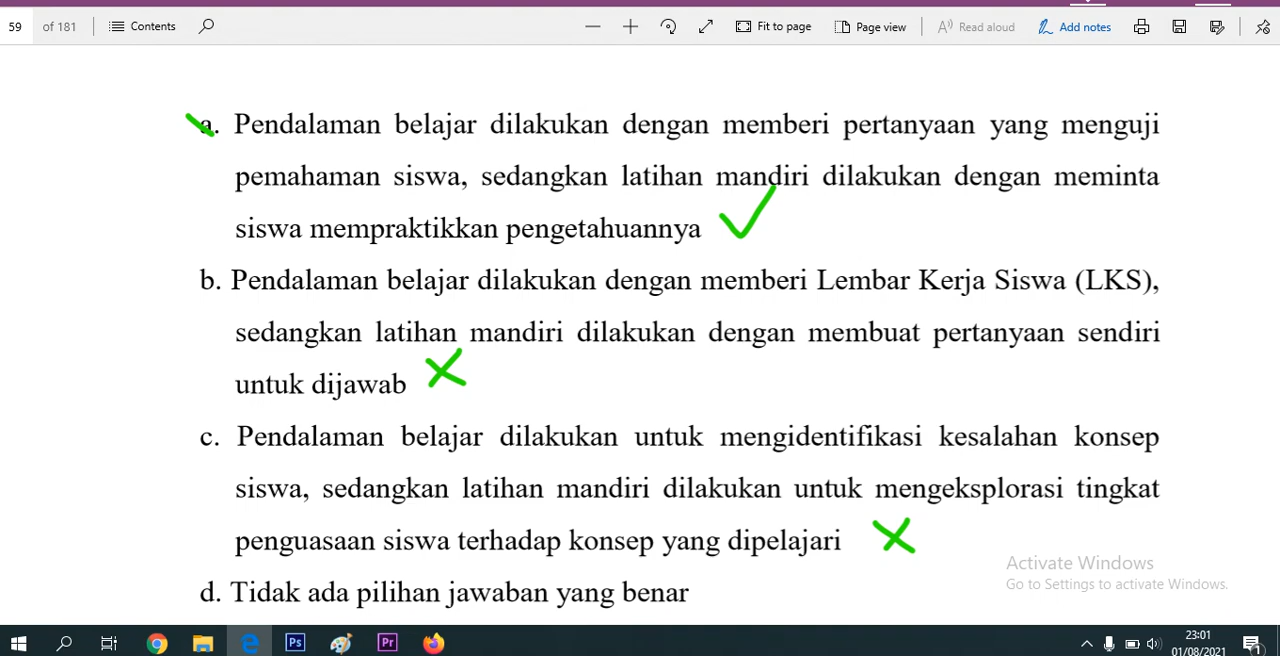 59 of 181 Contents Fit to page Page view Read aloud Add notes
a. Pendalaman belajar dilakukan dengan memberi pertanyaan yang menguji
pemahaman siswa, sedangkan latihan mandiri dilakukan dengan meminta
siswa mempraktikkan pengetahuannya
b. Pendalaman belajar dilakukan dengan memberi Lembar Kerja Siswa (LKS),
sedangkan latihan mandiri dilakukan dengan membuat pertanyaan sendiri
untuk dijawab
c. Pendalaman belajar dilakukan untuk mengidentifikasi kesalahan konsep
siswa, sedangkan latihan mandiri dilakukan untuk mengeksplorasi tingkat
penguasaan siswa terhadap konsep yang dipelajari
d. Tidak ada pilihan jawaban yang benar
Activate Windows
Go to Settings to activate Windows.
Ps Pr
23:01
01/08/2021
1